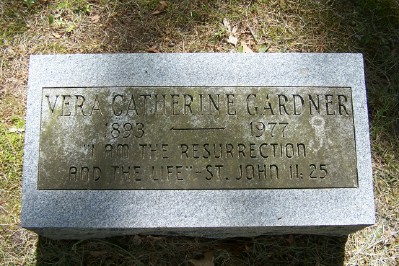 VERA CATHERINE GARDNER
1893 — 1977
"I AM THE RESURRECTION
AND THE LIFE"-ST. JOHN 11:25